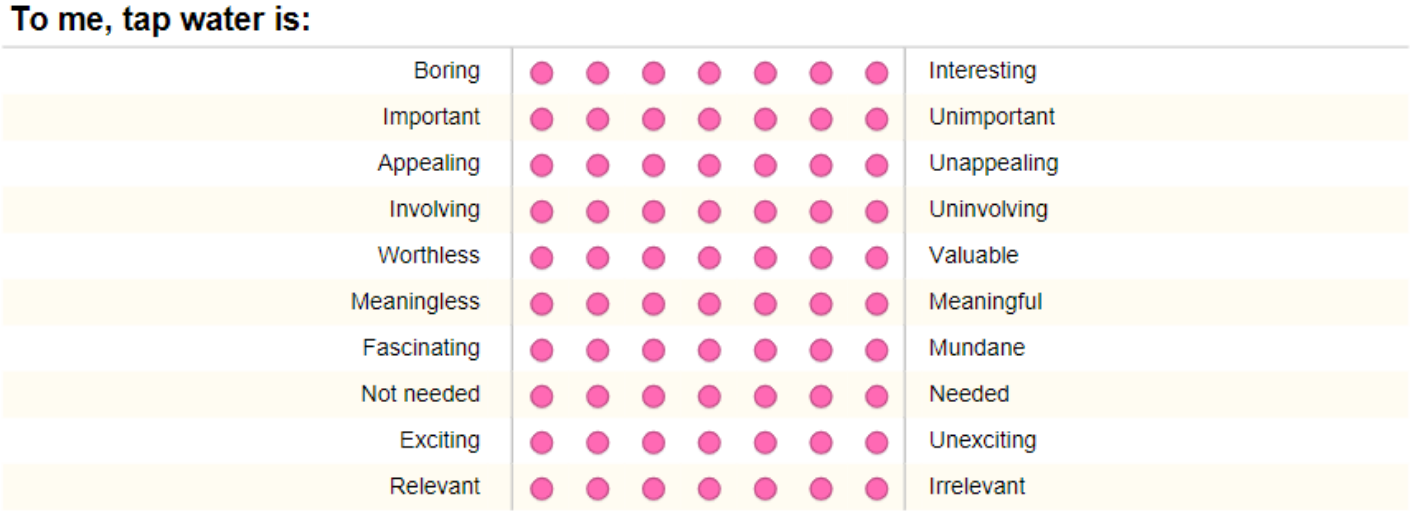 To me, tap water is:
Boring Interesting
Important Unimportant
Appealing Unappealing
Involving Uninvolving
Worthless Valuable
Meaningless Meaningful
Fascinating Mundane
Not needed Needed
Exciting Unexciting
Relevant Irrelevant